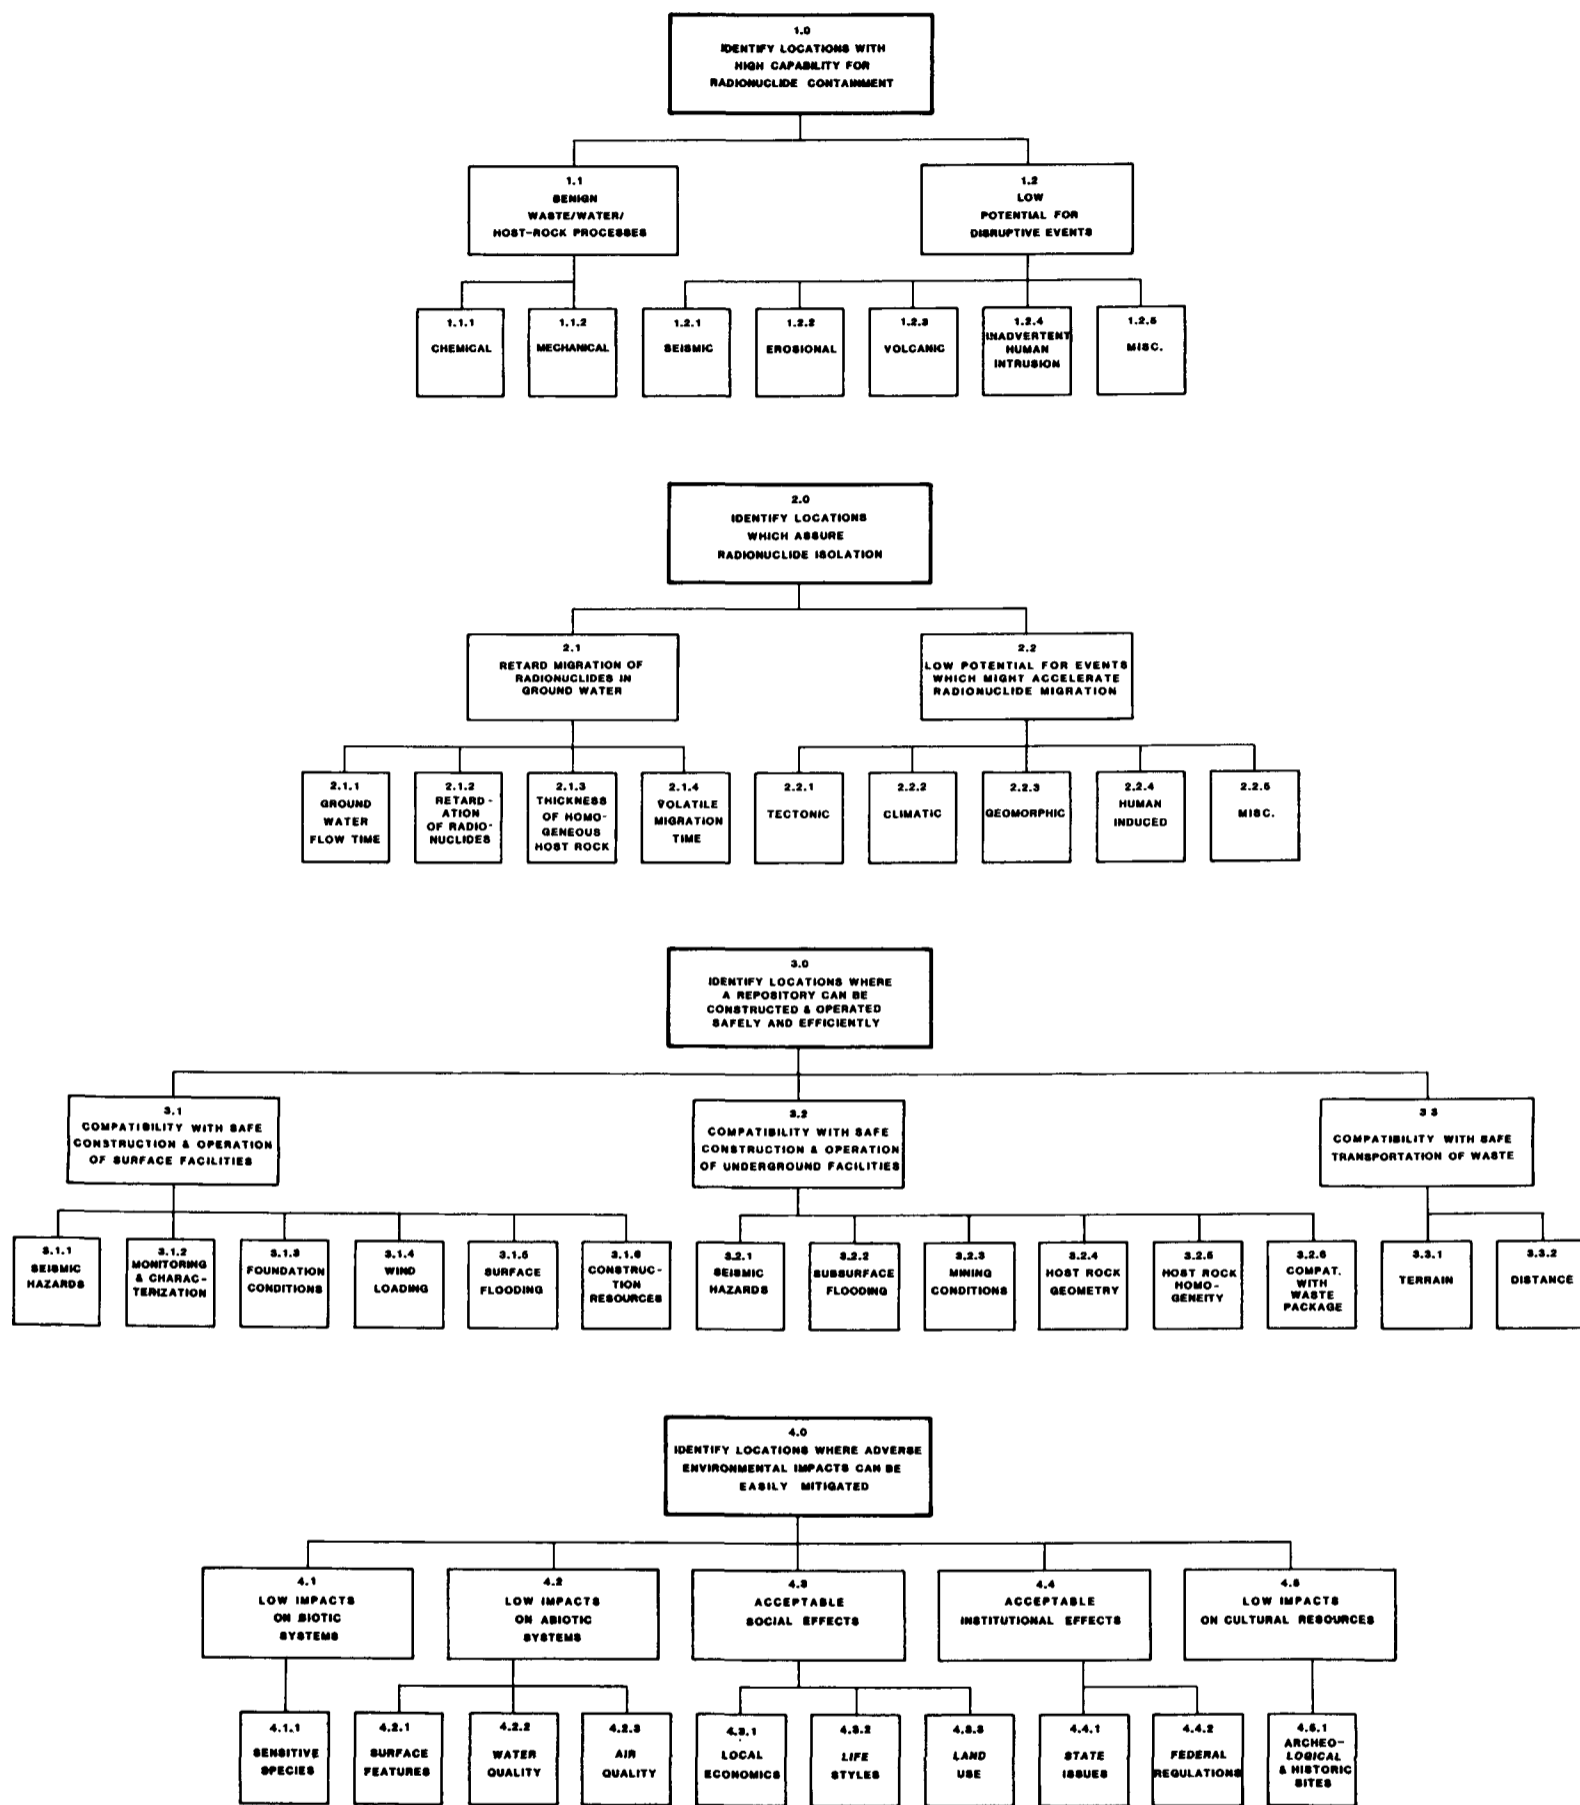 1.0
IDENTIFY LOCATIONS WITH
HIGH CAPABILITY FOR
RADIONUCLIDE CONTAINMENT
1.1
BENIGN
WASTE/WATER/
HOST-ROCK PROCESSES
1.2
LOW
POTENTIAL FOR
DISRUPTIVE EVENTS
1.1.1
CHEMICAL
1.1.2
MECHANICAL
1.2.1
SEISMIC
1.2.2
EROSIONAL
1.2.3
VOLCANIC
1.2.4
INADVERTENT
HUMAN
INTRUSION
1.2.5
MISC.
2.0
IDENTIFY LOCATIONS
WHICH ASSURE
RADIONUCLIDE ISOLATION
2.1
RETARD MIGRATION OF
RADIONUCLIDES IN
GROUND WATER
2.2
LOW POTENTIAL FOR EVENTS
WHICH MIGHT ACCELERATE
RADIONUCLIDE MIGRATION
2.1.1
GROUND
WATER
FLOW TIME
2.1.2
RETARD-
ATION
OF RADIO-
NUCLIDES
2.1.3
THICKNESS
OF HOMO-
GENEOUS
HOST ROCK
2.1.4
VOLATILE
MIGRATION
TIME
2.2.1
TECTONIC
2.2.2
CLIMATIC
2.2.3
GEOMORPHIC
2.2.4
HUMAN
INDUCED
2.2.5
MISC.
3.0
IDENTIFY LOCATIONS WHERE
A REPOSITORY CAN BE
CONSTRUCTED & OPERATED
SAFELY AND EFFICIENTLY
3.1
COMPATIBILITY WITH SAFE
CONSTRUCTION & OPERATION
OF SURFACE FACILITIES
3.2
COMPATIBILITY WITH SAFE
CONSTRUCTION & OPERATION
OF UNDERGROUND FACILITIES
3.3
COMPATIBILITY WITH SAFE
TRANSPORTATION OF WASTE
3.1.1
SEISMIC
HAZARDS
3.1.2
MONITORING
& CHARAC-
TERIZATION
3.1.3
FOUNDATION
CONDITIONS
3.1.4
WIND
LOADING
3.1.5
SURFACE
FLOODING
3.1.6
CONSTRUC-
TION
RESOURCES
3.2.1
SEISMIC
HAZARDS
3.2.2
SUBSURFACE
FLOODING
3.2.3
MINING
CONDITIONS
3.2.4
HOST ROCK
GEOMETRY
3.2.5
HOST ROCK
HOMO-
GENEITY
3.2.6
COMPAT.
WITH
WASTE
PACKAGE
3.3.1
TERRAIN
3.3.2
DISTANCE
4.0
IDENTIFY LOCATIONS WHERE ADVERSE
ENVIRONMENTAL IMPACTS CAN BE
EASILY MITIGATED
4.1
LOW IMPACTS
ON BIOTIC
SYSTEMS
4.2
LOW IMPACTS
ON ABIOTIC
SYSTEMS
4.3
ACCEPTABLE
SOCIAL EFFECTS
4.4
ACCEPTABLE
INSTITUTIONAL EFFECTS
4.5
LOW IMPACTS
ON CULTURAL RESOURCES
4.1.1
SENSITIVE
SPECIES
4.2.1
SURFACE
FEATURES
4.2.2
WATER
QUALITY
4.2.3
AIR
QUALITY
4.3.1
LOCAL
ECONOMICS
4.3.2
LIFE
STYLES
4.3.3
LAND
USE
4.4.1
STATE
ISSUES
4.4.2
FEDERAL
REGULATIONS
4.5.1
ARCHEO-
LOGICAL
& HISTORIC
SITES